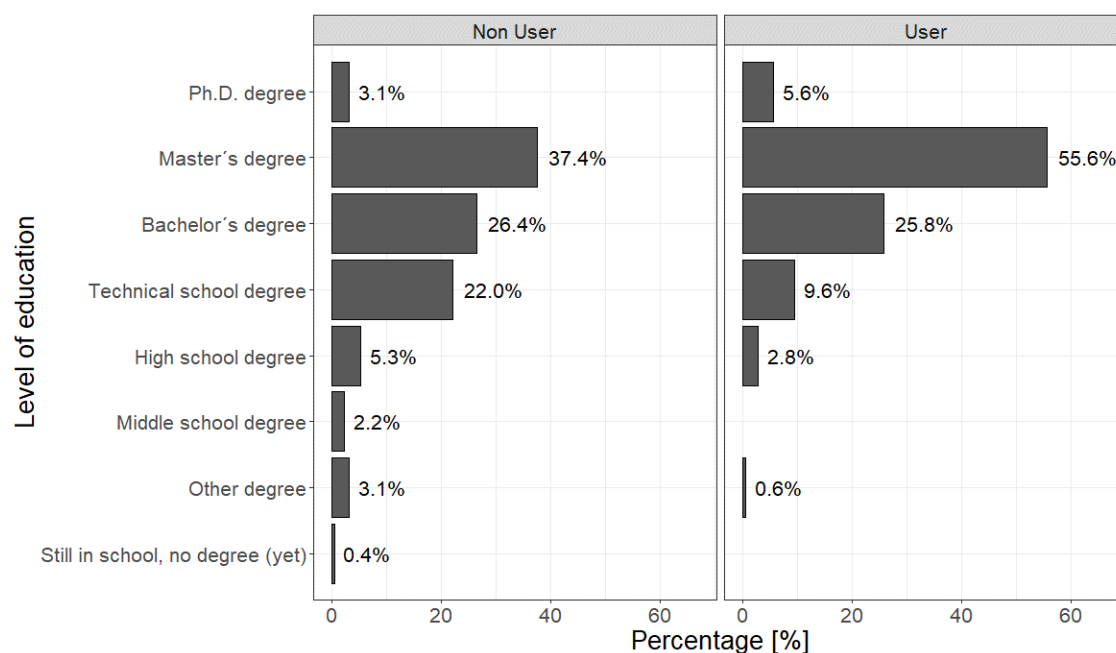 Non User
User
Level of education
Ph.D. degree
3.1%
5.6%
Master´s degree
37.4%
55.6%
Bachelor´s degree
26.4%
25.8%
Technical school degree
22.0%
9.6%
High school degree
5.3%
2.8%
Middle school degree
2.2%
Other degree
3.1%
0.6%
Still in school, no degree (yet)
0.4%
0 20 40 60
0 20 40 60
Percentage [%]